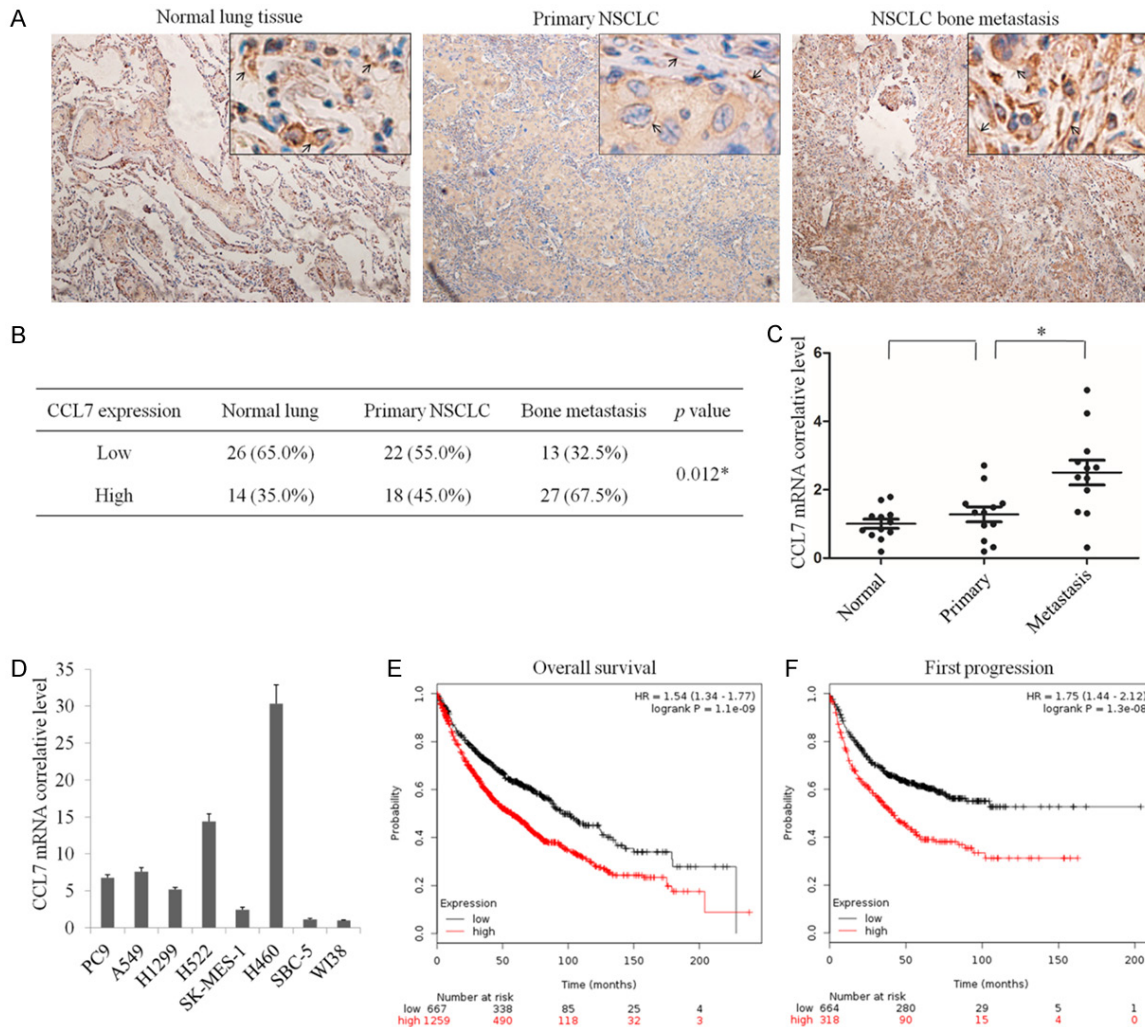 A
Normal lung tissue
Primary NSCLC
NSCLC bone metastasis
B
CCL7 expression Normal lung Primary NSCLC Bone metastasis p value
Low 26 (65.0%) 22 (55.0%) 13 (32.5%)
0.012*
High 14 (35.0%) 18 (45.0%) 27 (67.5%)
C
CCL7 mRNA correlative level
6
4
2
0
*
Normal Primary Metastasis
D
CCL7 mRNA correlative level
35
30
25
20
15
10
5
0
PC9 A549 H1299 H522 SK-MES-1 H460 SBC-5 WI38
E
Overall survival
HR = 1.54 (1.34 - 1.77)
logrank P = 1.1e-09
Probability
1.0
0.8
0.6
0.4
0.2
0.0
Expression
low
high
0 50 100 150 200
Time (months)
Number at risk
low 667 338 85 25 4
high 1259 490 118 32 3
F
First progression
HR = 1.75 (1.44 - 2.12)
logrank P = 1.3e-08
Probability
1.0
0.8
0.6
0.4
0.2
0.0
Expression
low
high
0 50 100 150 200
Time (months)
Number at risk
low 664 280 29 5 1
high 318 90 15 4 0